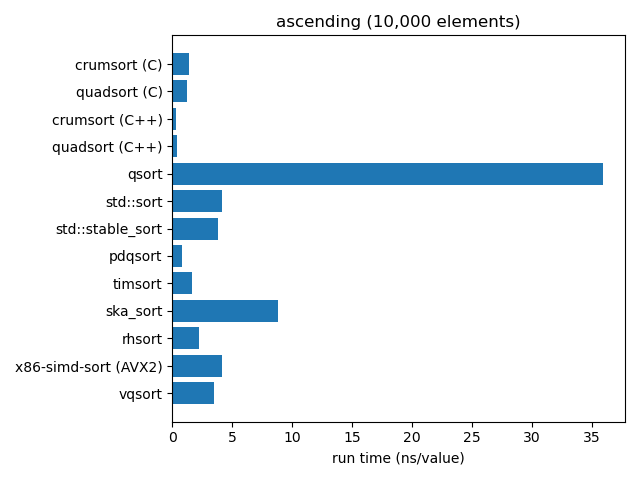 ascending (10,000 elements)
crumsort (C)
quadsort (C)
crumsort (C++)
quadsort (C++)
qsort
std::sort
std::stable_sort
pdqsort
timsort
ska_sort
rhsort
x86-simd-sort (AVX2)
vqsort
0 5 10 15 20 25 30 35
run time (ns/value)